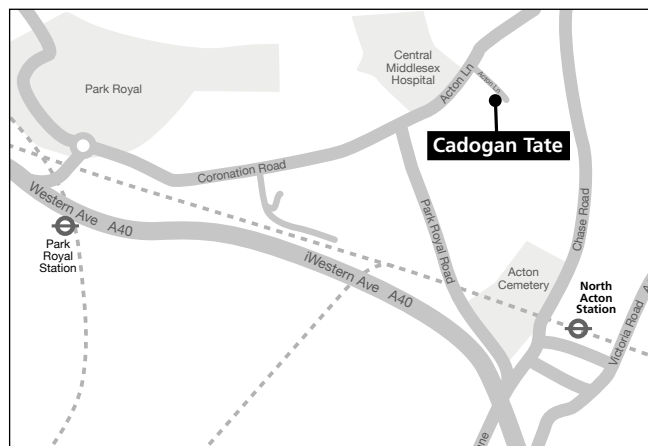 Park Royal
Central
Middlesex
Hospital
Acton Ln
Acton Ln
Cadogan Tate
Coronation Road
Western Ave A40
Park
Royal
Station
iWestern Ave A40
Park Royal Road
Chase Road
Acton
Cemetery
North
Acton
Station
Victoria Road